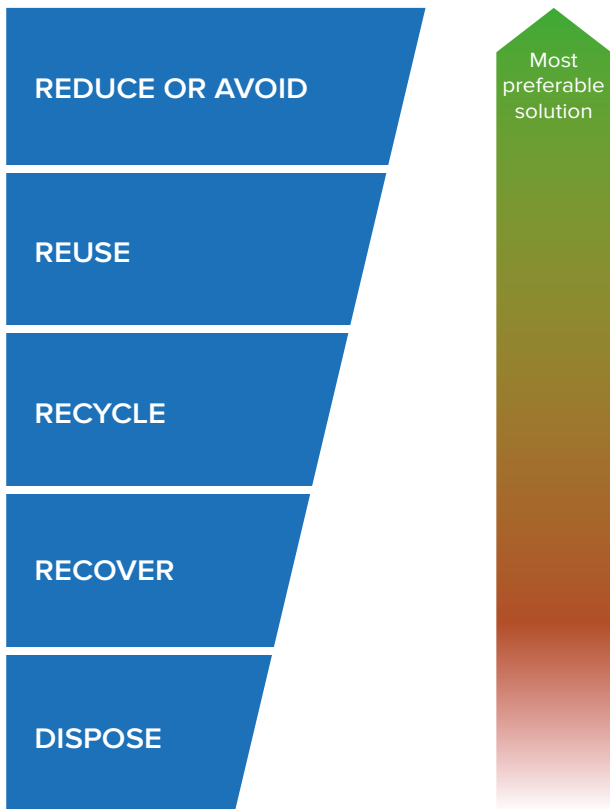 REDUCE OR AVOID
Most
preferable
solution
REUSE
RECYCLE
RECOVER
DISPOSE